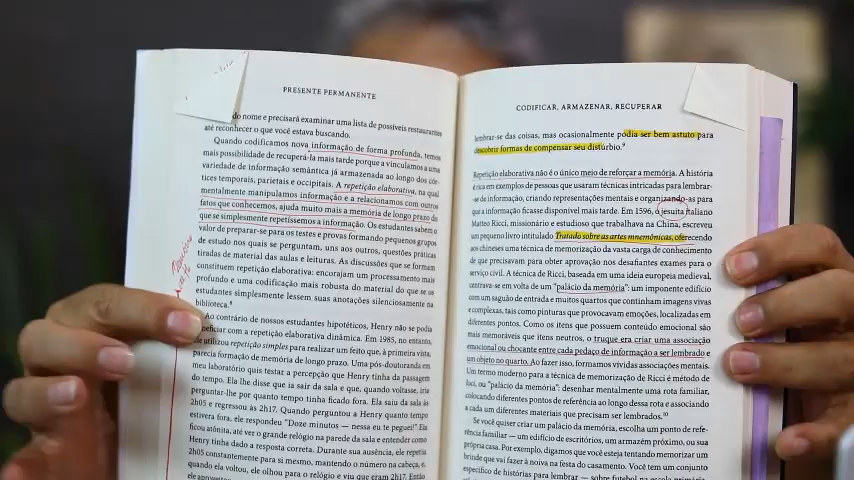 PRESENTE PERMANENTE
do nome e precisará examinar uma lista de possíveis restaurantes
até reconhecer o que você estava buscando.
Quando codificamos nova informação de forma profunda, temos
mais possibilidade de recuperá-la mais tarde porque a vinculamos a uma
variedade de informação semântica já armazenada ao longo dos cór-
tices temporais, parietais e occipitais. A repetição elaborativa, na qual
mentalmente manipulamos informação e a relacionamos com outros
fatos que conhecemos, ajuda muito mais a memória de longo prazo do
que se simplesmente repetíssemos a informação. Os estudantes sabem o
valor de preparar-se para os testes e provas formando pequenos grupos
de estudo nos quais se perguntam, uns aos outros, questões práticas
tiradas de material das aulas e leituras. As discussões que se formam
constituem repetição elaborativa: encorajam um processamento mais
profundo e uma codificação mais robusta do material do que se os
estudantes simplesmente lessem suas anotações silenciosamente na
biblioteca.⁸
Ao contrário de nossos estudantes hipotéticos, Henry não se podia
beneficiar com a repetição elaborativa dinâmica. Em 1985, no entanto,
ele utilizou repetição simples para realizar um feito que, à primeira vista,
parecia formação de memória de longo prazo. Uma pós-doutoranda em
meu laboratório quis testar a percepção que Henry tinha da passagem
do tempo. Ela lhe disse que ia sair da sala e que, quando voltasse, iria
perguntar-lhe por quanto tempo tinha ficado fora. Ela saiu da sala às
2h05 e regressou às 2h17. Quando perguntou a Henry quanto tempo
estivera fora, ele respondeu "Doze minutos — nessa eu te peguei!" Ela
ficou atônita, até ver o grande relógio na parede da sala e entender como
Henry tinha dado a resposta correta. Durante sua ausência, ele repetiu
2h05 constantemente para si mesmo, mantendo o número na cabeça, e,
quando ela voltou, ele olhou para o relógio e viu que eram 2h17. Então
CODIFICAR, ARMAZENAR, RECUPERAR
lembrar-se das coisas, mas ocasionalmente podia ser bem astuto para
descobrir formas de compensar seu distúrbio.⁹
Repetição elaborativa não é o único meio de reforçar a memória. A história
é rica em exemplos de pessoas que usaram técnicas intricadas para lembrar-
-se de informação, criando representações mentais e organizando-as para
que a informação ficasse disponível mais tarde. Em 1596, o jesuíta italiano
Matteo Ricci, missionário e estudioso que trabalhava na China, escreveu
um pequeno livro intitulado Tratado sobre as artes mnemônicas, oferecendo
aos chineses uma técnica de memorização da vasta carga de conhecimento
de que precisavam para obter aprovação nos desafiantes exames para o
serviço civil. A técnica de Ricci, baseada em uma ideia europeia medieval,
centrava-se em volta de um "palácio da memória": um imponente edifício
com um saguão de entrada e muitos quartos que continham imagens vivas
e complexas, tais como pinturas que provocavam emoções, localizadas em
diferentes pontos. Como os itens que possuem conteúdo emocional são
mais memoráveis que itens neutros, o truque era criar uma associação
emocional ou chocante entre cada pedaço de informação a ser lembrado e
um objeto no quarto. Ao fazer isso, formamos vívidas associações mentais.
Um termo moderno para a técnica de memorização de Ricci é método de
loci, ou "palácio da memória": desenhar mentalmente uma rota familiar,
colocando diferentes pontos de referência ao longo dessa rota e associando
a cada um diferentes materiais que precisam ser lembrados.¹⁰
Se você quiser criar um palácio da memória, escolha um ponto de refe-
rência familiar — um edifício de escritórios, um armazém próximo, ou sua
própria casa. Por exemplo, digamos que você esteja tentando memorizar um
brinde que vai fazer à noiva na festa do casamento. Você tem um conjunto
específico de histórias para lembrar —